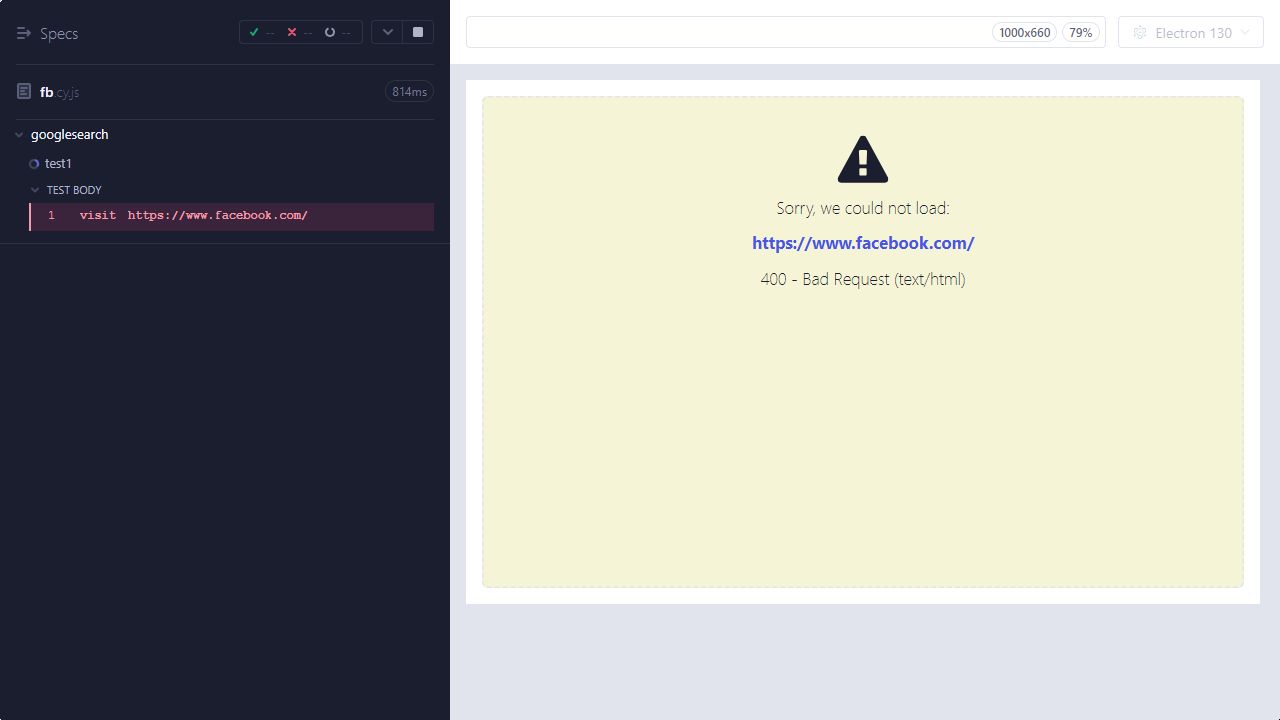 Specs
--
--
--
1000x660
79%
Electron 130
fb cy.js
814ms
googlesearch
test1
TEST BODY
1 visit https://www.facebook.com/
Sorry, we could not load:
https://www.facebook.com/
400 - Bad Request (text/html)